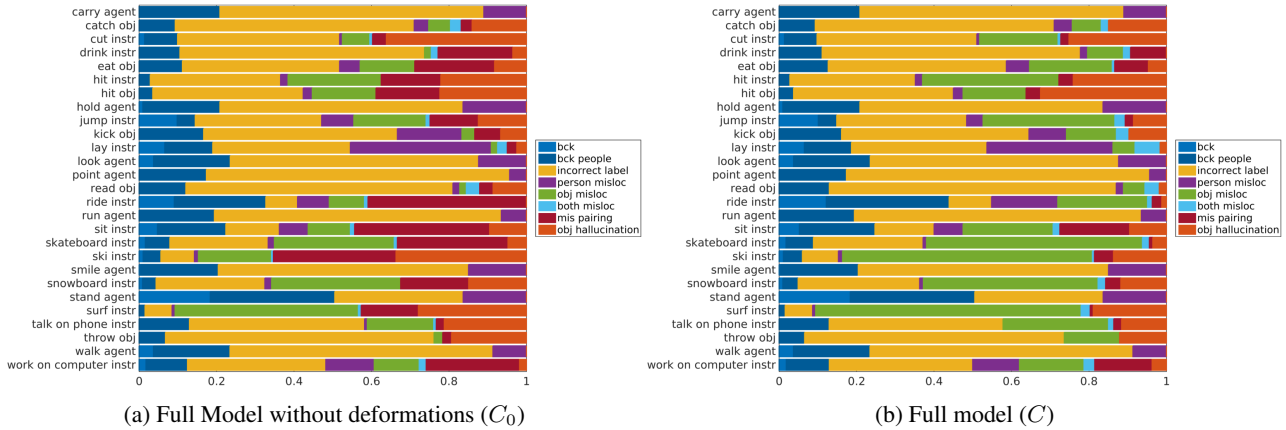 carry agent
catch obj
cut instr
drink instr
eat obj
hit instr
hit obj
hold agent
jump instr
kick obj
lay instr
look agent
point agent
read obj
ride instr
run agent
sit instr
skateboard instr
ski instr
smile agent
snowboard instr
stand agent
surf instr
talk on phone instr
throw obj
walk agent
work on computer instr
0 0.2 0.4 0.6 0.8 1
bck
bck people
incorrect label
person misloc
obj misloc
both misloc
mis pairing
obj hallucination
(a) Full Model without deformations (C₀)
carry agent
catch obj
cut instr
drink instr
eat obj
hit instr
hit obj
hold agent
jump instr
kick obj
lay instr
look agent
point agent
read obj
ride instr
run agent
sit instr
skateboard instr
ski instr
smile agent
snowboard instr
stand agent
surf instr
talk on phone instr
throw obj
walk agent
work on computer instr
0 0.2 0.4 0.6 0.8 1
bck
bck people
incorrect label
person misloc
obj misloc
both misloc
mis pairing
obj hallucination
(b) Full model (C)